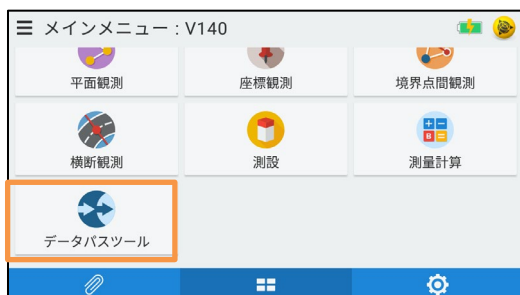 メインメニュー : V140
平面観測
座標観測
境界点間観測
横断観測
測設
測量計算
データパスツール